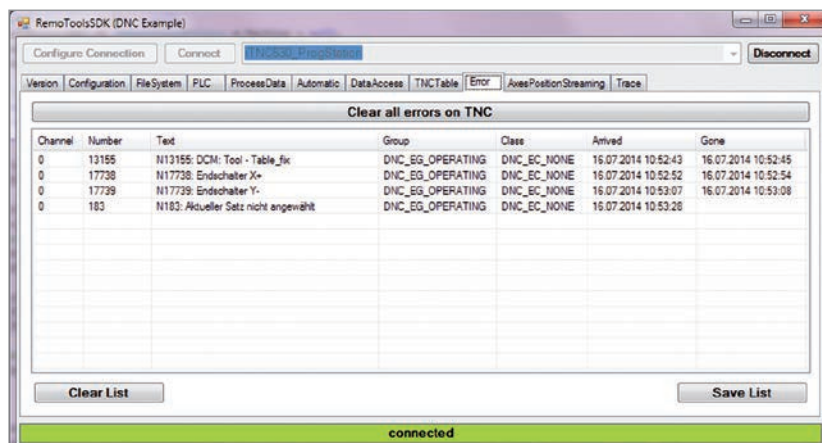 RemoToolsSDK (DNC Example)
Configure Connection Connect iTNC530_ProgStation Disconnect
Version Configuration FileSystem PLC ProcessData Automatic DataAccess TNCTable Error AxesPositionStreaming Trace
Clear all errors on TNC
Channel Number Text Group Class Arrived Gone
0 13155 N13155: DCM: Tool - Table_fix DNC_EG_OPERATING DNC_EC_NONE 16.07.2014 10:52:43 16.07.2014 10:52:45
0 17738 N17738: Endschalter X+ DNC_EG_OPERATING DNC_EC_NONE 16.07.2014 10:52:52 16.07.2014 10:52:54
0 17739 N17739: Endschalter Y- DNC_EG_OPERATING DNC_EC_NONE 16.07.2014 10:53:07 16.07.2014 10:53:08
0 183 N183: Aktueller Satz nicht angewählt DNC_EG_OPERATING DNC_EC_NONE 16.07.2014 10:53:28
Clear List Save List
connected